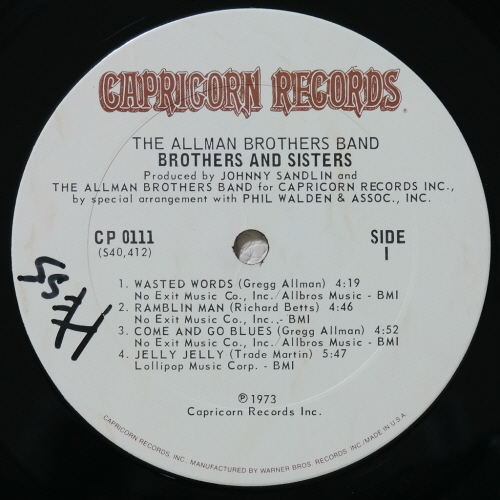 CAPRICORN RECORDS®
THE ALLMAN BROTHERS BAND
BROTHERS AND SISTERS
Produced by JOHNNY SANDLIN and
THE ALLMAN BROTHERS BAND for CAPRICORN RECORDS INC.,
by special arrangement with PHIL WALDEN & ASSOC., INC.
CP 0111
(S40,412)
SIDE
1
1. WASTED WORDS (Gregg Allman) 4:19
No Exit Music Co., Inc./Allbros Music - BMI
2. RAMBLIN MAN (Richard Betts) 4:46
No Exit Music Co., Inc. - BMI
3. COME AND GO BLUES (Gregg Allman) 4:52
No Exit Music Co., Inc./Allbros Music - BMI
4. JELLY JELLY (Trade Martin) 5:47
Lollipop Music Corp. - BMI
℗ 1973
Capricorn Records Inc.
CAPRICORN RECORDS, INC., MANUFACTURED BY WARNER BROS. RECORDS INC./MADE IN U.S.A.